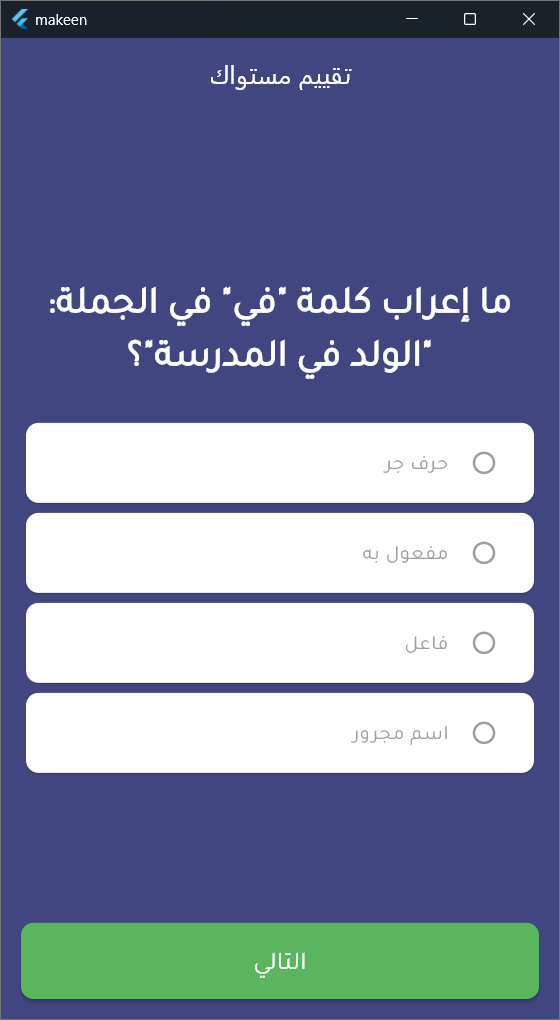 makeen
تقييم مستواك
ما إعراب كلمة "في" في الجملة:
"الولد في المدرسة"؟
حرف جر
مفعول به
فاعل
اسم مجرور
التالي